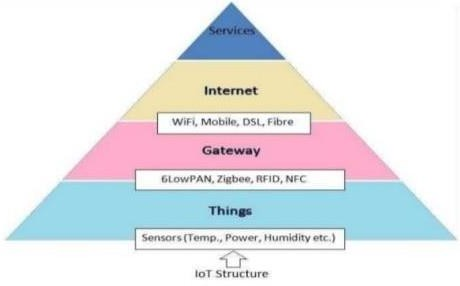 Services
Internet
WiFi, Mobile, DSL, Fibre
Gateway
6LowPAN, Zigbee, RFID, NFC
Things
Sensors (Temp., Power, Humidity etc.)
IoT Structure